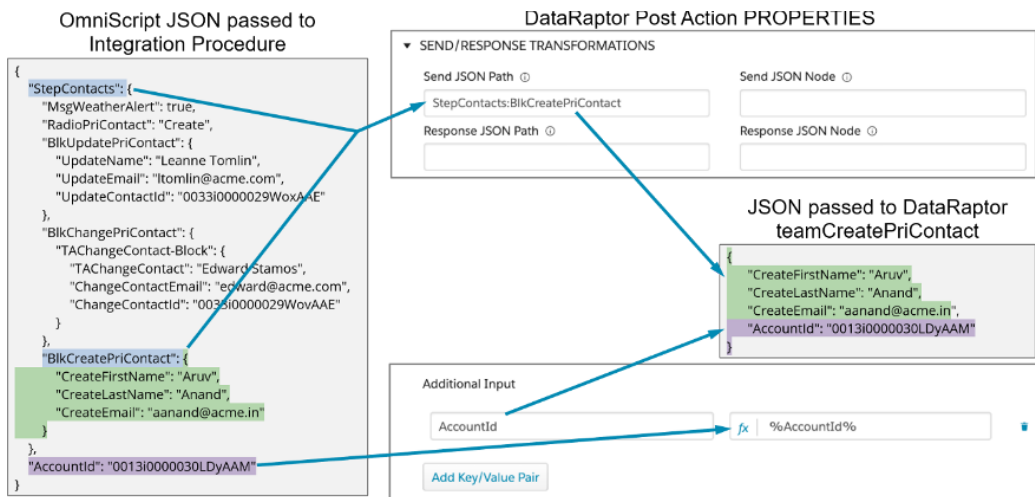 OmniScript JSON passed to
Integration Procedure
{
"StepContacts": {
"MsgWeatherAlert": true,
"RadioPriContact": "Create",
"BlkUpdatePriContact": {
"UpdateName": "Leanne Tomlin",
"UpdateEmail": "ltomlin@acme.com",
"UpdateContactId": "0033i0000029WoxAAE"
},
"BlkChangePriContact": {
"TAChangeContact-Block": {
"TAChangeContact": "Edward Stamos",
"ChangeContactEmail": "edward@acme.com",
"ChangeContactId": "0033i0000029WovAAE"
}
},
"BlkCreatePriContact": {
"CreateFirstName": "Aruv",
"CreateLastName": "Anand",
"CreateEmail": "aanand@acme.in"
}
},
"AccountId": "0013i0000030LDyAAM"
}
DataRaptor Post Action PROPERTIES
SEND/RESPONSE TRANSFORMATIONS
Send JSON Path
Send JSON Node
StepContacts:BlkCreatePriContact
Response JSON Path
Response JSON Node
JSON passed to DataRaptor
teamCreatePriContact
{
"CreateFirstName": "Aruv",
"CreateLastName": "Anand",
"CreateEmail": "aanand@acme.in",
"AccountId": "0013i0000030LDyAAM"
}
Additional Input
AccountId
fx %AccountId%
Add Key/Value Pair